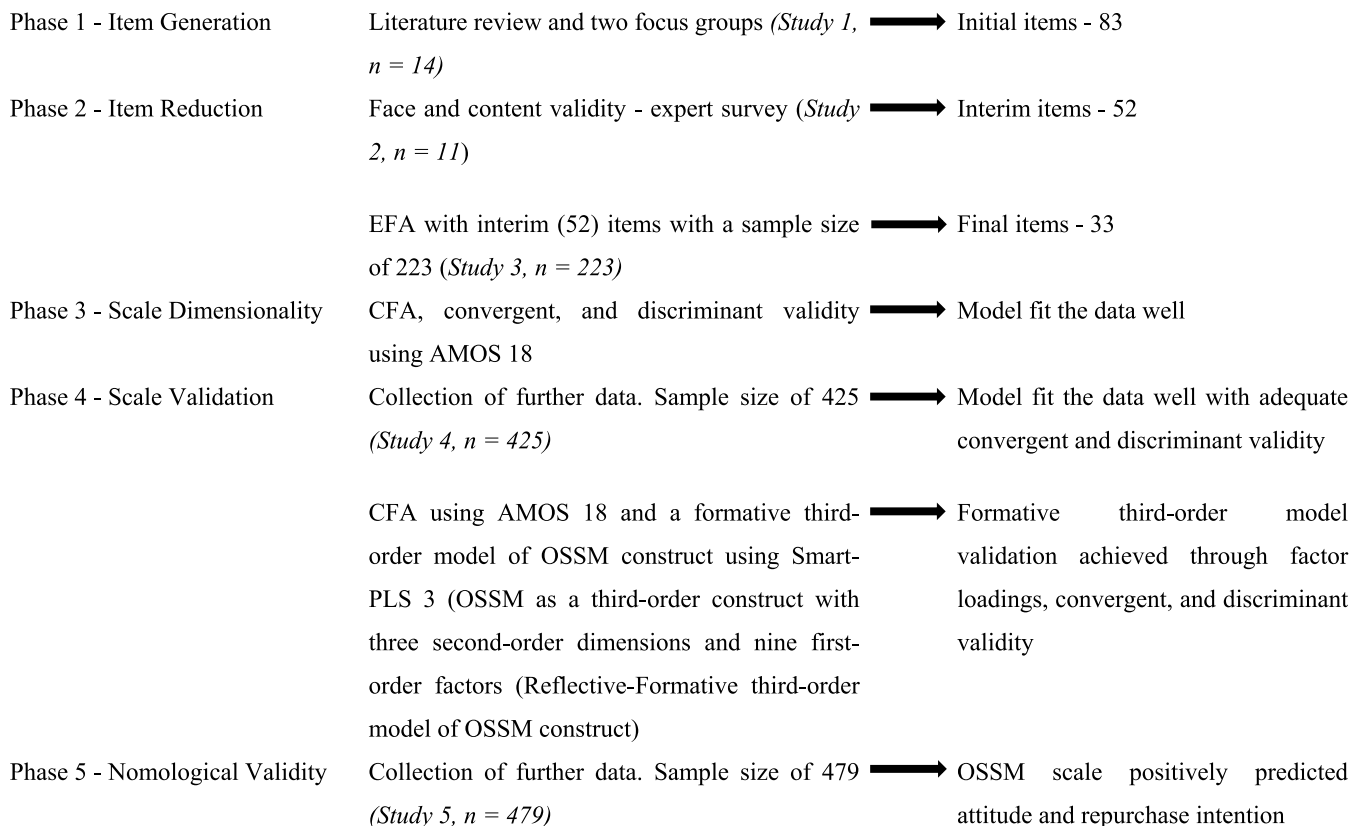 Phase 1 - Item Generation Literature review and two focus groups (Study 1, Initial items - 83
n = 14)
Phase 2 - Item Reduction Face and content validity - expert survey (Study Interim items - 52
2, n = 11)
EFA with interim (52) items with a sample size Final items - 33
of 223 (Study 3, n = 223)
Phase 3 - Scale Dimensionality CFA, convergent, and discriminant validity Model fit the data well
using AMOS 18
Phase 4 - Scale Validation Collection of further data. Sample size of 425 Model fit the data well with adequate
(Study 4, n = 425) convergent and discriminant validity
CFA using AMOS 18 and a formative third- Formative third-order model
order model of OSSM construct using Smart- validation achieved through factor
PLS 3 (OSSM as a third-order construct with loadings, convergent, and discriminant
three second-order dimensions and nine first- validity
order factors (Reflective-Formative third-order
model of OSSM construct)
Phase 5 - Nomological Validity Collection of further data. Sample size of 479 OSSM scale positively predicted
(Study 5, n = 479) attitude and repurchase intention